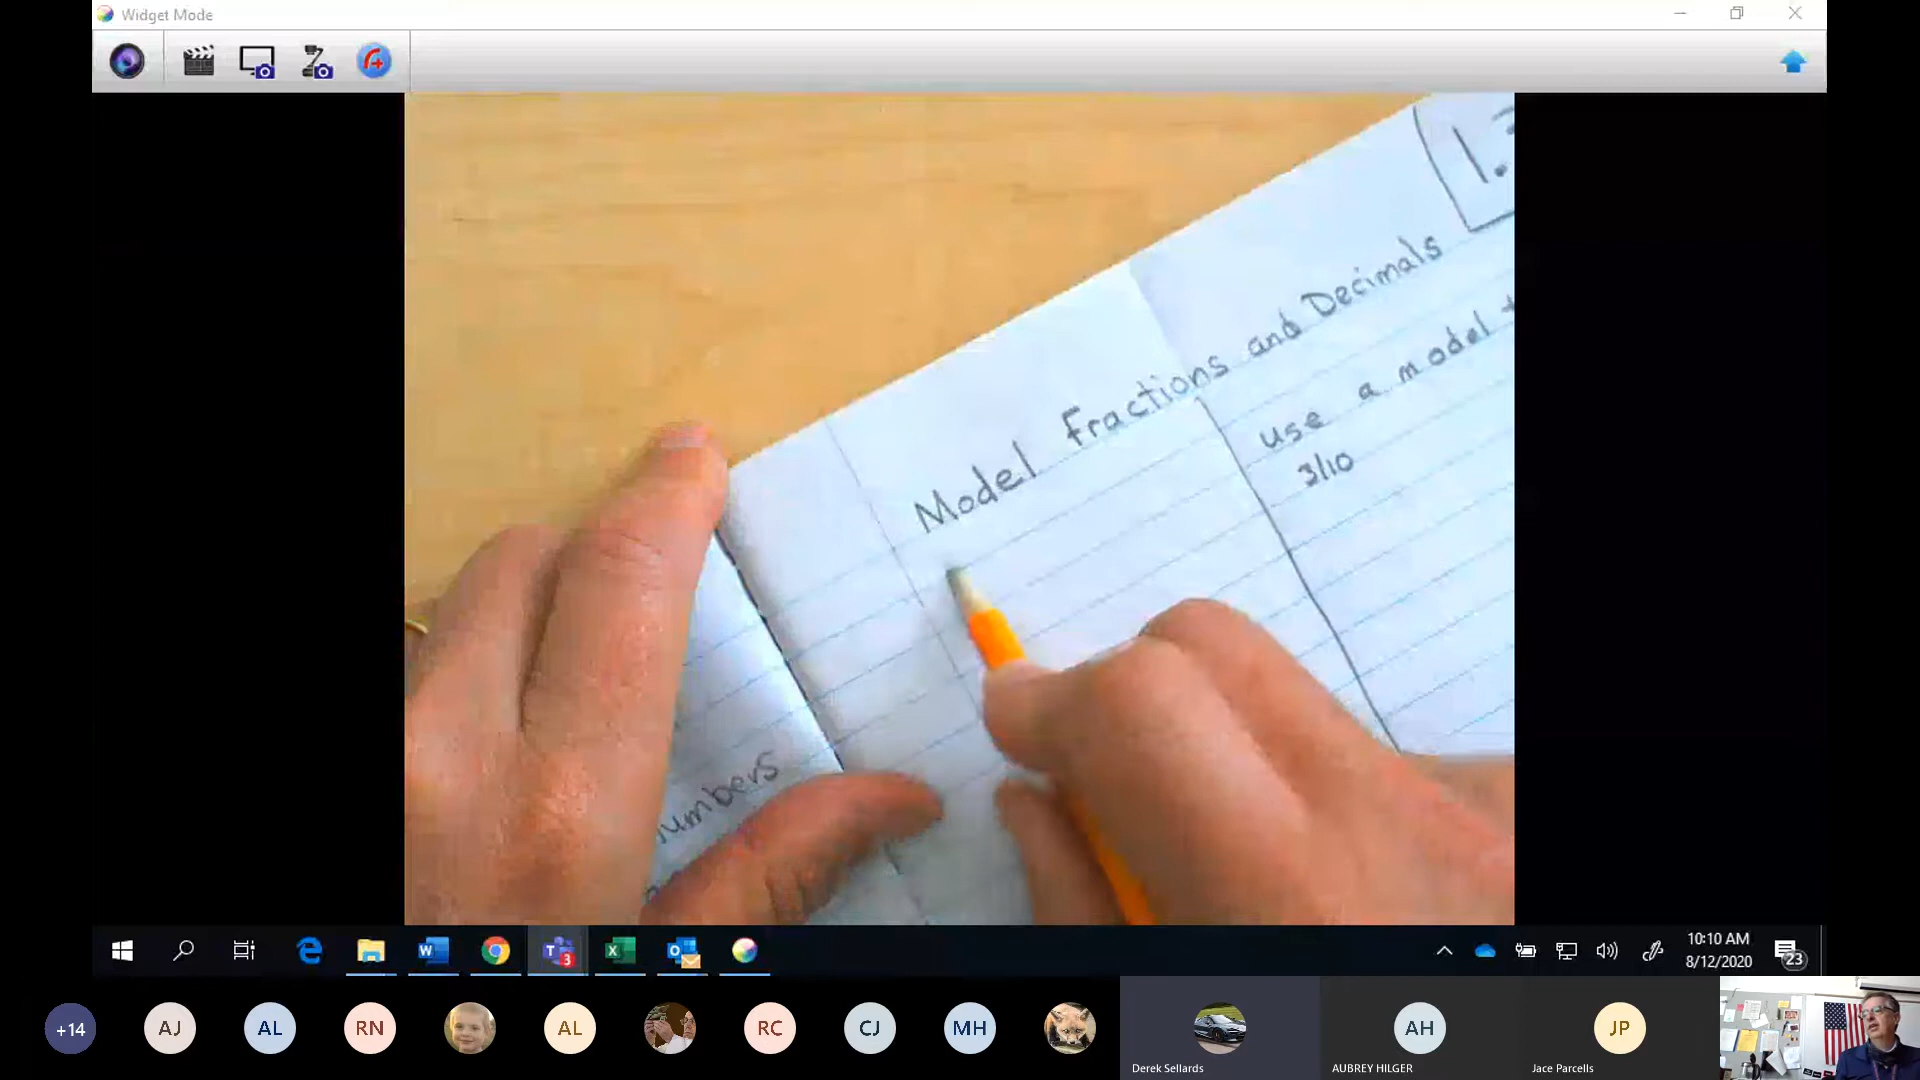 Widget Mode
1.
Model Fractions and Decimals
use a model
3/10
umbers
3
10:10 AM
8/12/2020
23
+14
AJ
AL
RN
AL
RC
CJ
MH
AH
JP
Derek Sellards
AUBREY HILGER
Jace Parcells